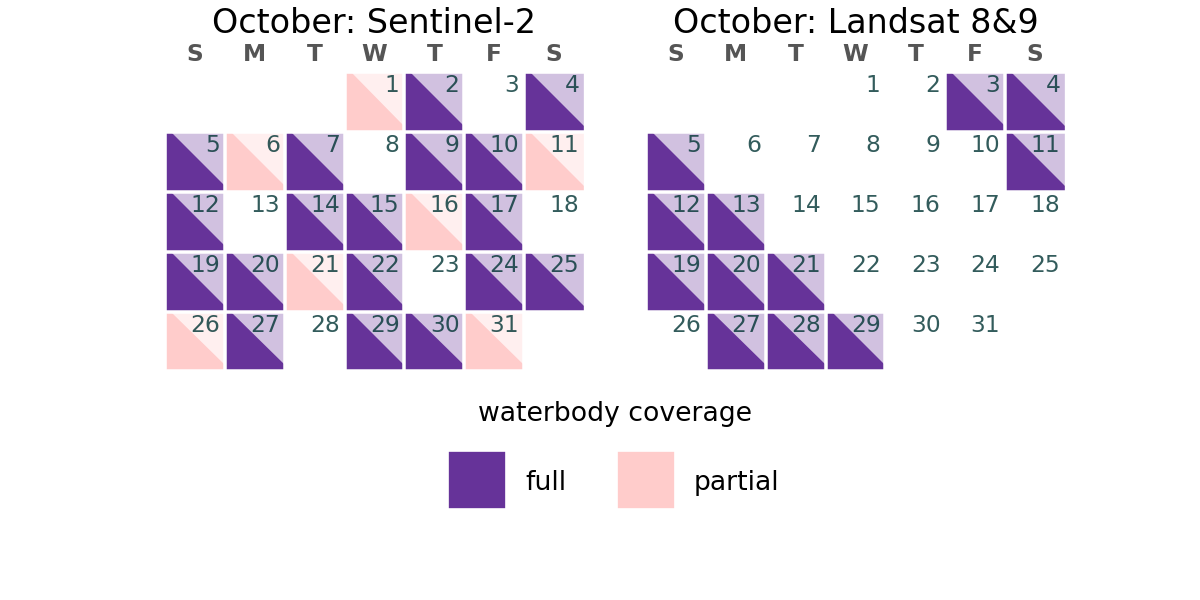 October: Sentinel-2
S M T W T F S
1 2 3 4
5 6 7 8 9 10 11
12 13 14 15 16 17 18
19 20 21 22 23 24 25
26 27 28 29 30 31
October: Landsat 8&9
S M T W T F S
1 2 3 4
5 6 7 8 9 10 11
12 13 14 15 16 17 18
19 20 21 22 23 24 25
26 27 28 29 30 31
waterbody coverage
full partial